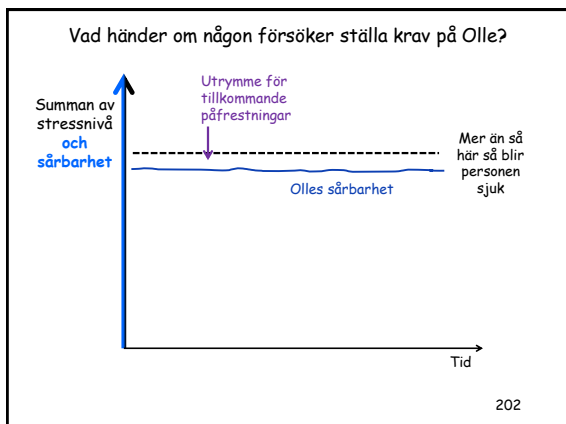 Vad händer om någon försöker ställa krav på Olle?
Summan av
stressnivå
och
sårbarhet
Utrymme för
tillkommande
påfrestningar
Mer än så
här så blir
personen
sjuk
Olles sårbarhet
Tid
202